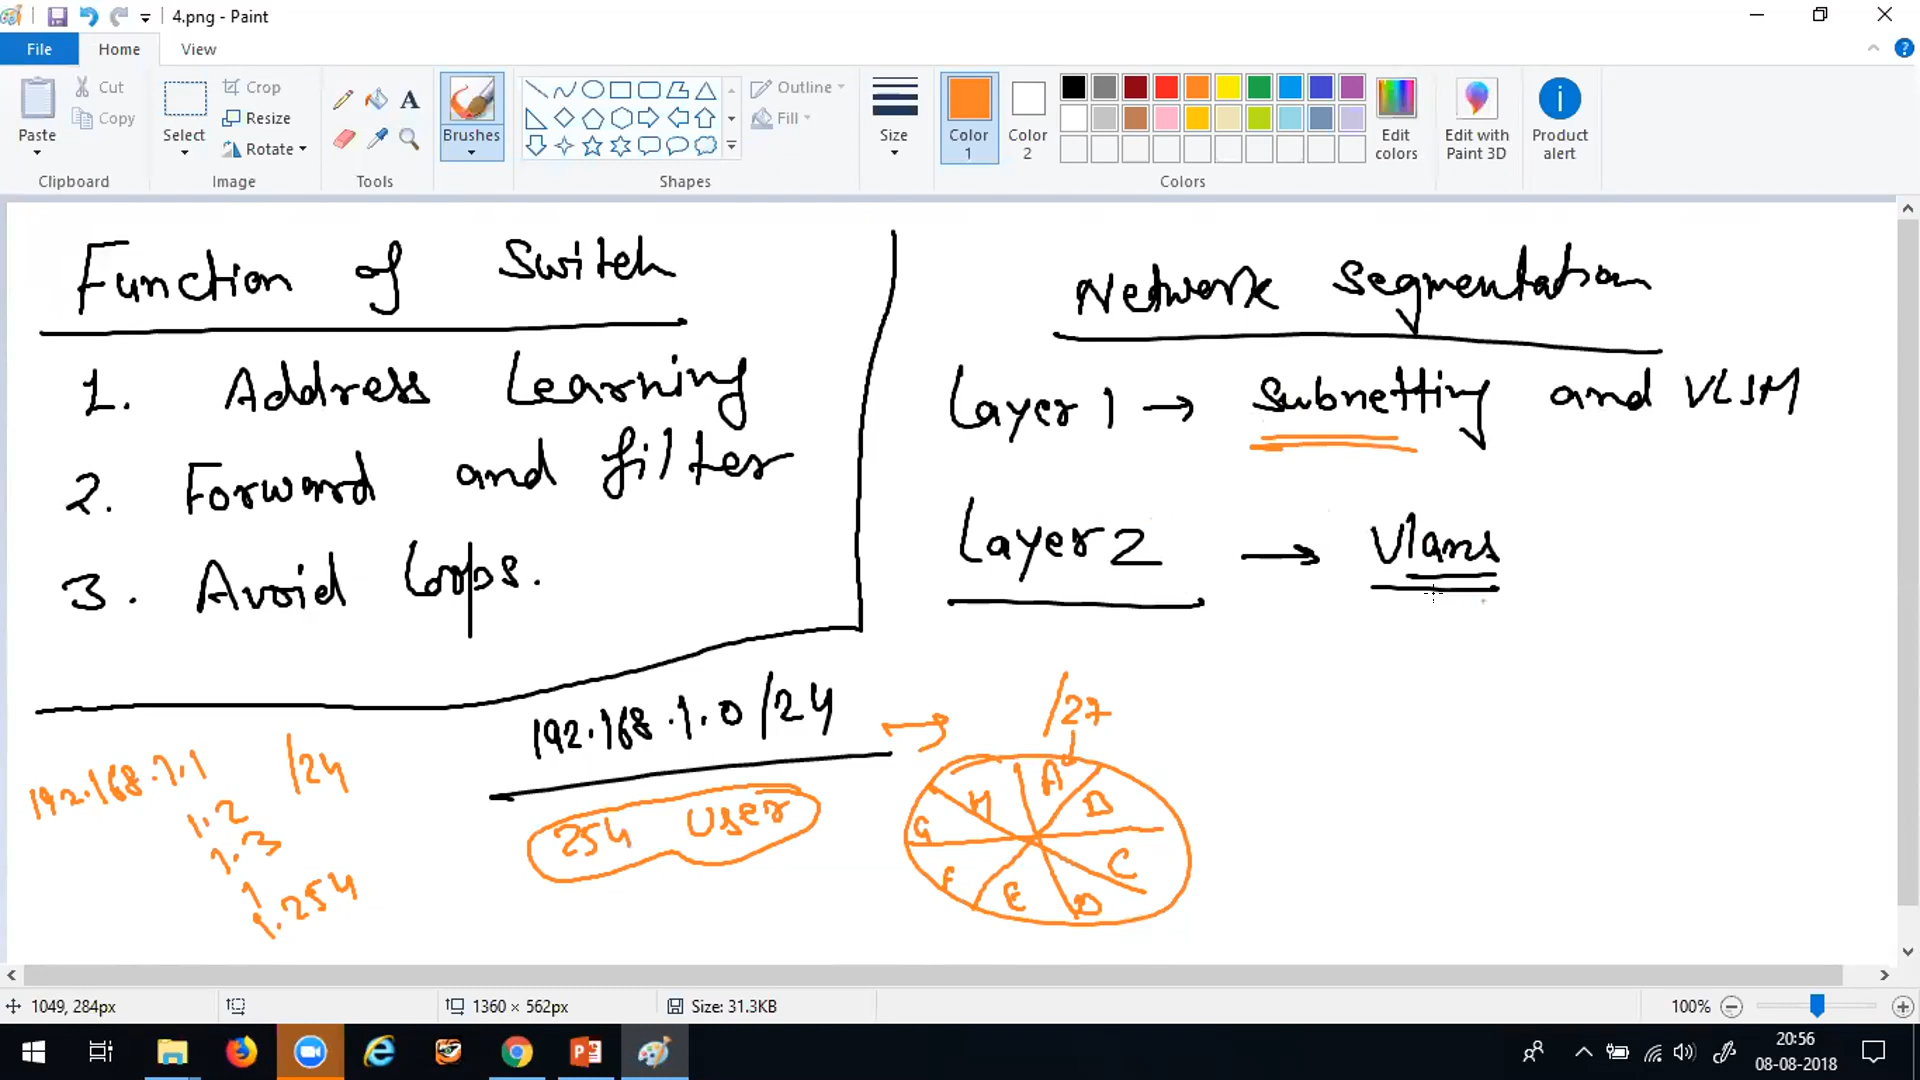 4.png - Paint
File Home View
Paste
Cut
Copy
Clipboard
Select
Crop
Resize
Rotate
Image
Tools
Brushes
Shapes
Outline
Fill
Size
Color 1
Color 2
Colors
Edit colors
Edit with Paint 3D
Product alert
Function of Switch
1. Address Learning
2. Forward and filter
3. Avoid Loops.
Network Segmentation
Layer 1 → Subnetting and VLSM
Layer 2 → Vlans
192.168.1.0 /24 → /27
192.168.1.1 /24
1.2
1.3
1
1.254
254 User
A
B
C
D
E
F
G
H
1049, 284px
1360 × 562px
Size: 31.3KB
100%
20:56
08-08-2018